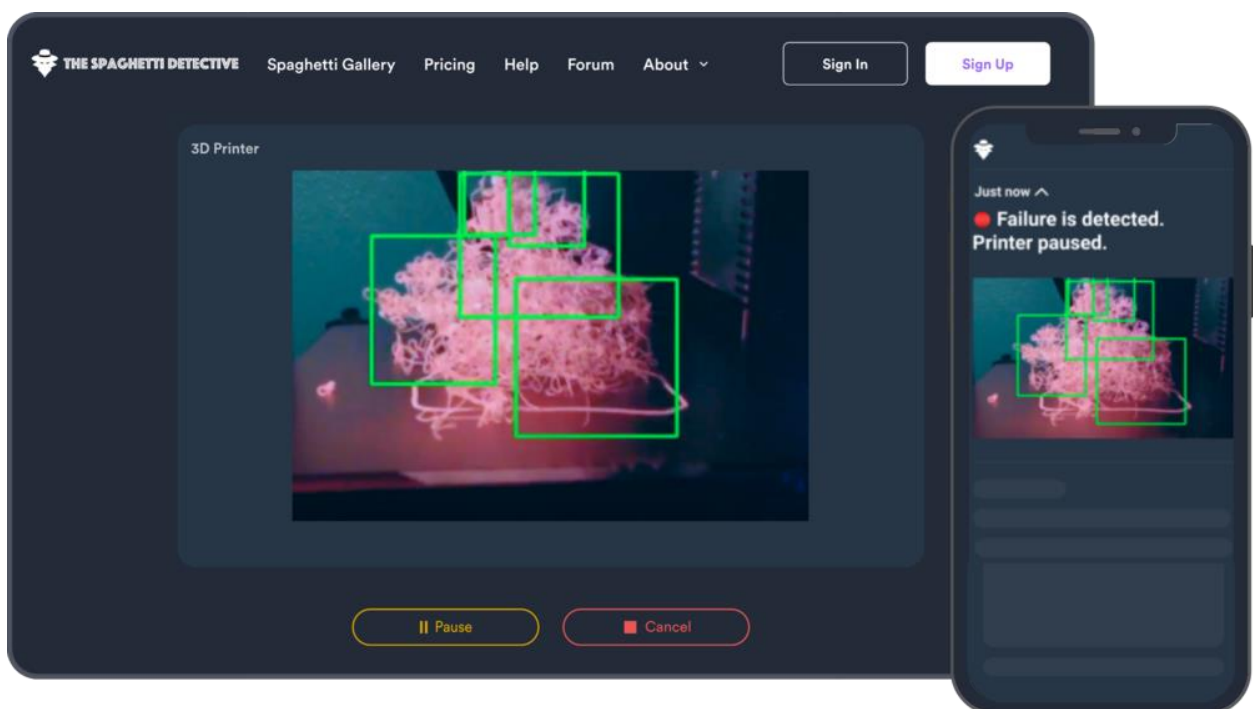 THE SPAGHETTI DETECTIVE Spaghetti Gallery Pricing Help Forum About Sign In Sign Up
3D Printer
Pause Cancel
Just now
Failure is detected.
Printer paused.